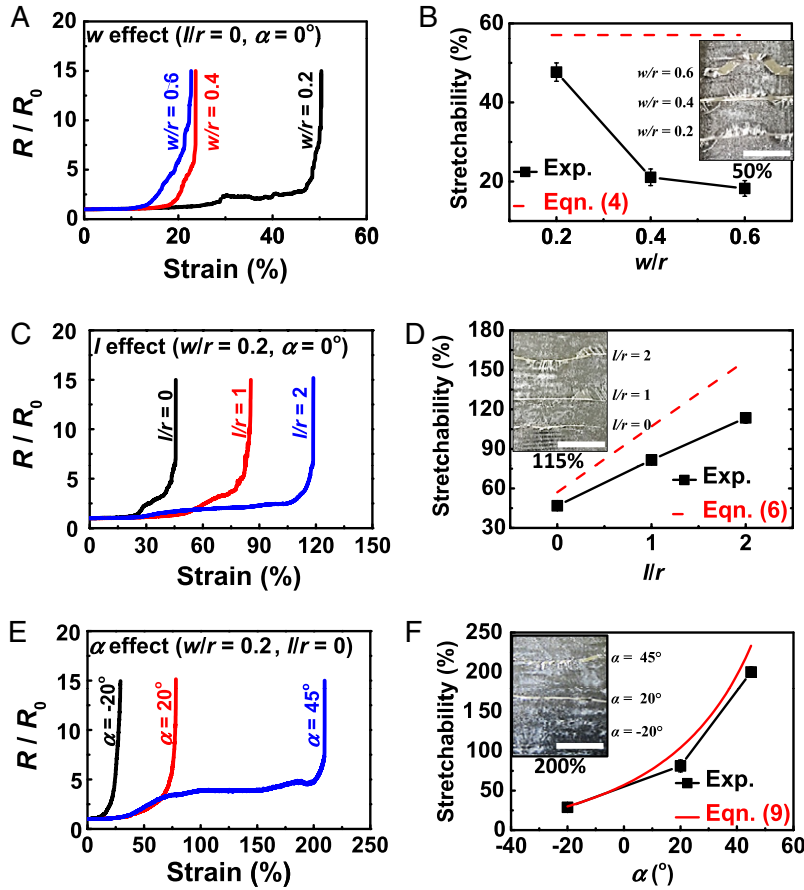 A
w effect (l/r = 0, α = 0°)
20
15
10
5
0
R / R0
w/r = 0.6
w/r = 0.4
w/r = 0.2
0 20 40 60
Strain (%)
B
60
40
20
Stretchability (%)
w/r = 0.6
w/r = 0.4
w/r = 0.2
50%
Exp.
Eqn. (4)
0.2 0.4 0.6
w/r
C
l effect (w/r = 0.2, α = 0°)
20
15
10
5
0
R / R0
l/r = 0
l/r = 1
l/r = 2
0 30 60 90 120 150
Strain (%)
D
180
150
120
90
60
30
Stretchability (%)
l/r = 2
l/r = 1
l/r = 0
115%
Exp.
Eqn. (6)
0 1 2
l/r
E
α effect (w/r = 0.2 , l/r = 0)
20
15
10
5
0
R / R0
α = -20°
α = 20°
α = 45°
0 50 100 150 200 250
Strain (%)
F
250
200
150
100
50
0
Stretchability (%)
α = 45°
α = 20°
α = -20°
200%
Exp.
Eqn. (9)
-40 -20 0 20 40 60
α (°)